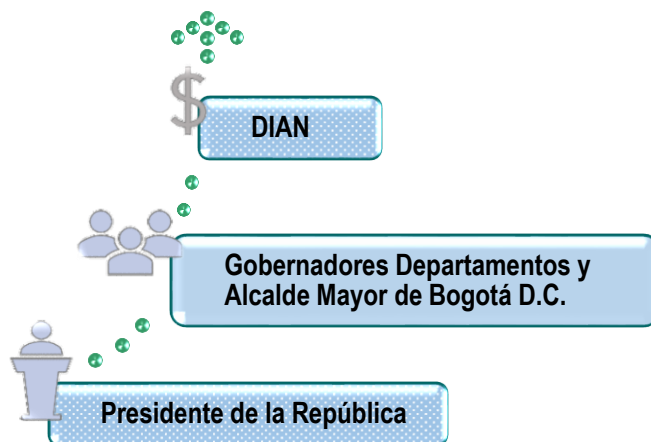 DIAN
Gobernadores Departamentos y
Alcalde Mayor de Bogotá D.C.
Presidente de la República